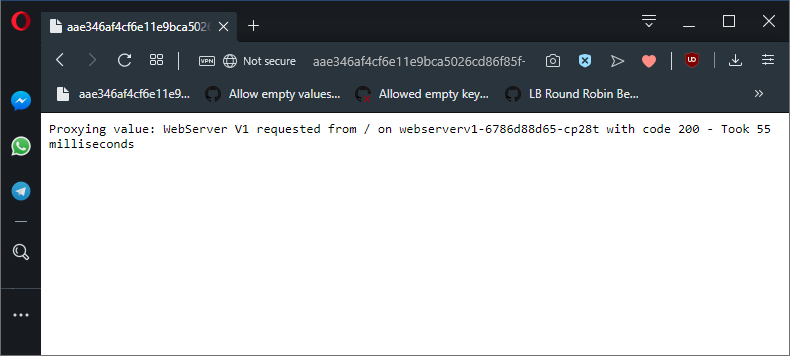 aae346af4cf6e11e9bca5026
VPN Not secure aae346af4cf6e11e9bca5026cd86f85f-
aae346af4cf6e11e9... Allow empty values... Allowed empty key... LB Round Robin Be... »
Proxying value: WebServer V1 requested from / on webserverv1-6786d88d65-cp28t with code 200 - Took 55
milliseconds